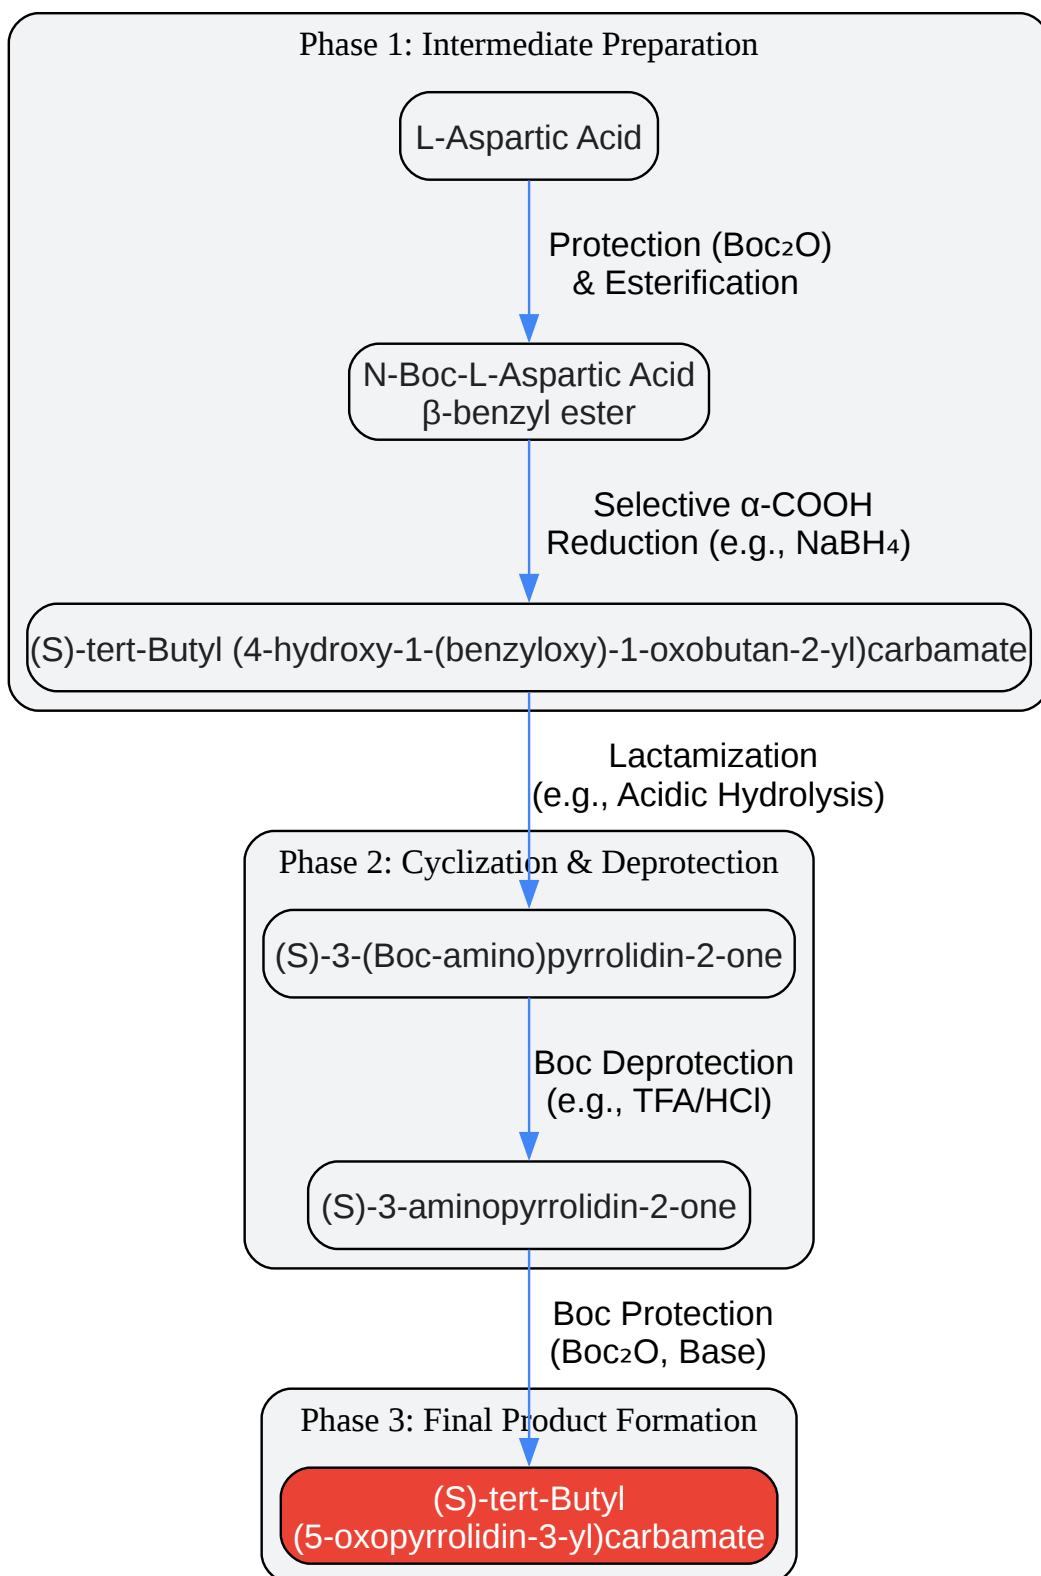 Phase 1: Intermediate Preparation
L-Aspartic Acid
Protection (Boc₂O)
& Esterification
N-Boc-L-Aspartic Acid
β-benzyl ester
Selective α-COOH
Reduction (e.g., NaBH₄)
(S)-tert-Butyl (4-hydroxy-1-(benzyloxy)-1-oxobutan-2-yl)carbamate
Lactamization
(e.g., Acidic Hydrolysis)
Phase 2: Cyclization & Deprotection
(S)-3-(Boc-amino)pyrrolidin-2-one
Boc Deprotection
(e.g., TFA/HCl)
(S)-3-aminopyrrolidin-2-one
Boc Protection
(Boc₂O, Base)
Phase 3: Final Product Formation
(S)-tert-Butyl
(5-oxopyrrolidin-3-yl)carbamate